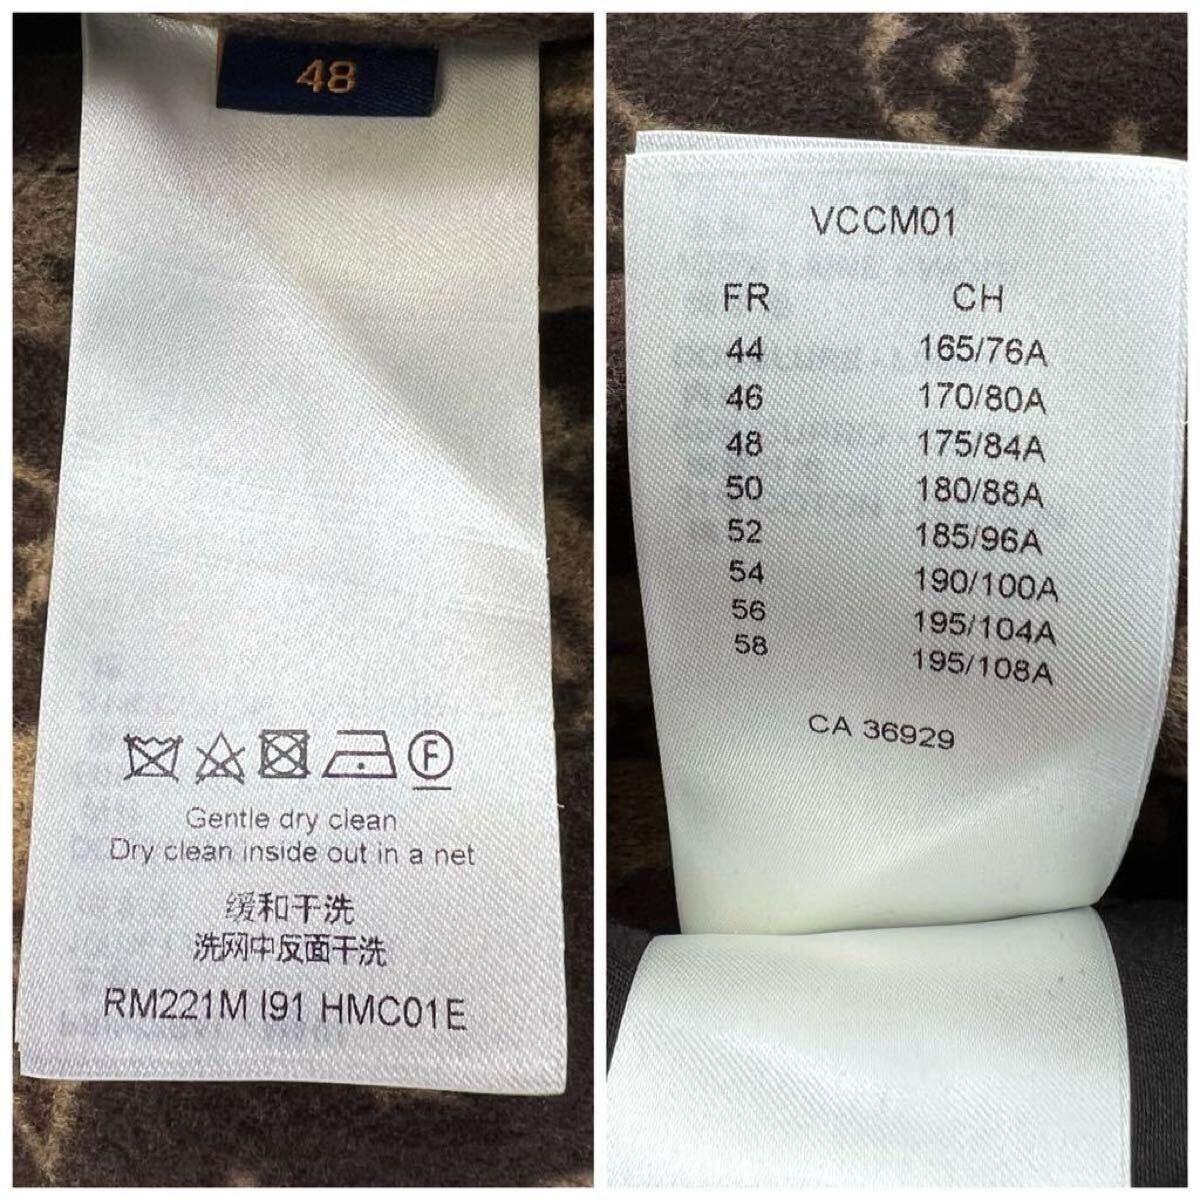 48
F
Gentle dry clean
Dry clean inside out in a net
缓和干洗
洗网中反面干洗
RM221M I91 HMC01E
VCCM01
FR CH
44 165/76A
46 170/80A
48 175/84A
50 180/88A
52 185/96A
54 190/100A
56 195/104A
58 195/108A
CA 36929